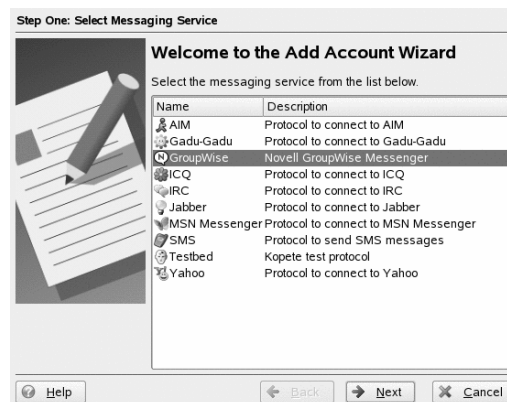 Step One: Select Messaging Service
Welcome to the Add Account Wizard
Select the messaging service from the list below.
Name Description
AIM Protocol to connect to AIM
Gadu-Gadu Protocol to connect to Gadu-Gadu
GroupWise Novell GroupWise Messenger
ICQ Protocol to connect to ICQ
IRC Protocol to connect to IRC
Jabber Protocol to connect to Jabber
MSN Messenger Protocol to connect to MSN Messenger
SMS Protocol to send SMS messages
Testbed Kopete test protocol
Yahoo Protocol to connect to Yahoo
Help Back Next Cancel